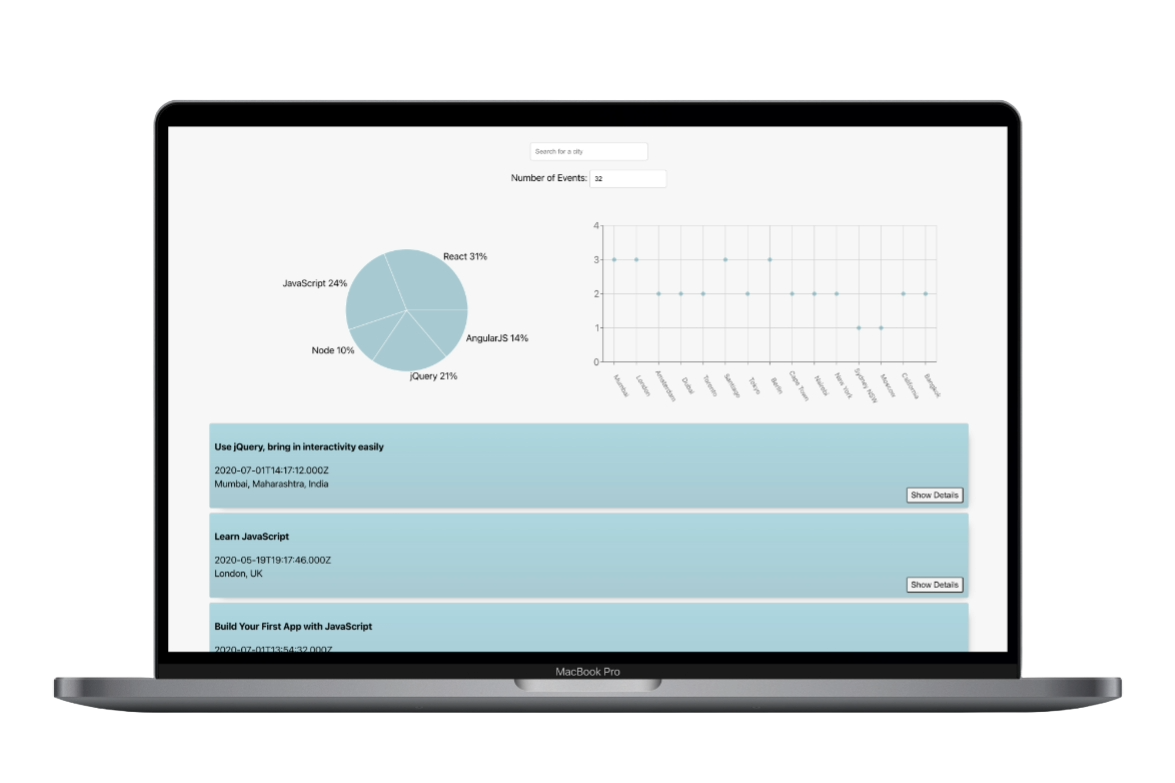 Search for a city
Number of Events: 32
React 31%
JavaScript 24%
AngularJS 14%
Node 10%
jQuery 21%
4
3
2
1
0
Mumbai
London
Amsterdam
Dubai
Toronto
Santiago
Tokyo
Berlin
Cape Town
Nairobi
New York
Sydney NSW
Moscow
California
Bangkok
Use jQuery, bring in interactivity easily
2020-07-01T14:17:12.000Z
Mumbai, Maharashtra, India
Show Details
Learn JavaScript
2020-05-19T19:17:46.000Z
London, UK
Show Details
Build Your First App with JavaScript
2020-07-01T13:54:32.000Z
MacBook Pro